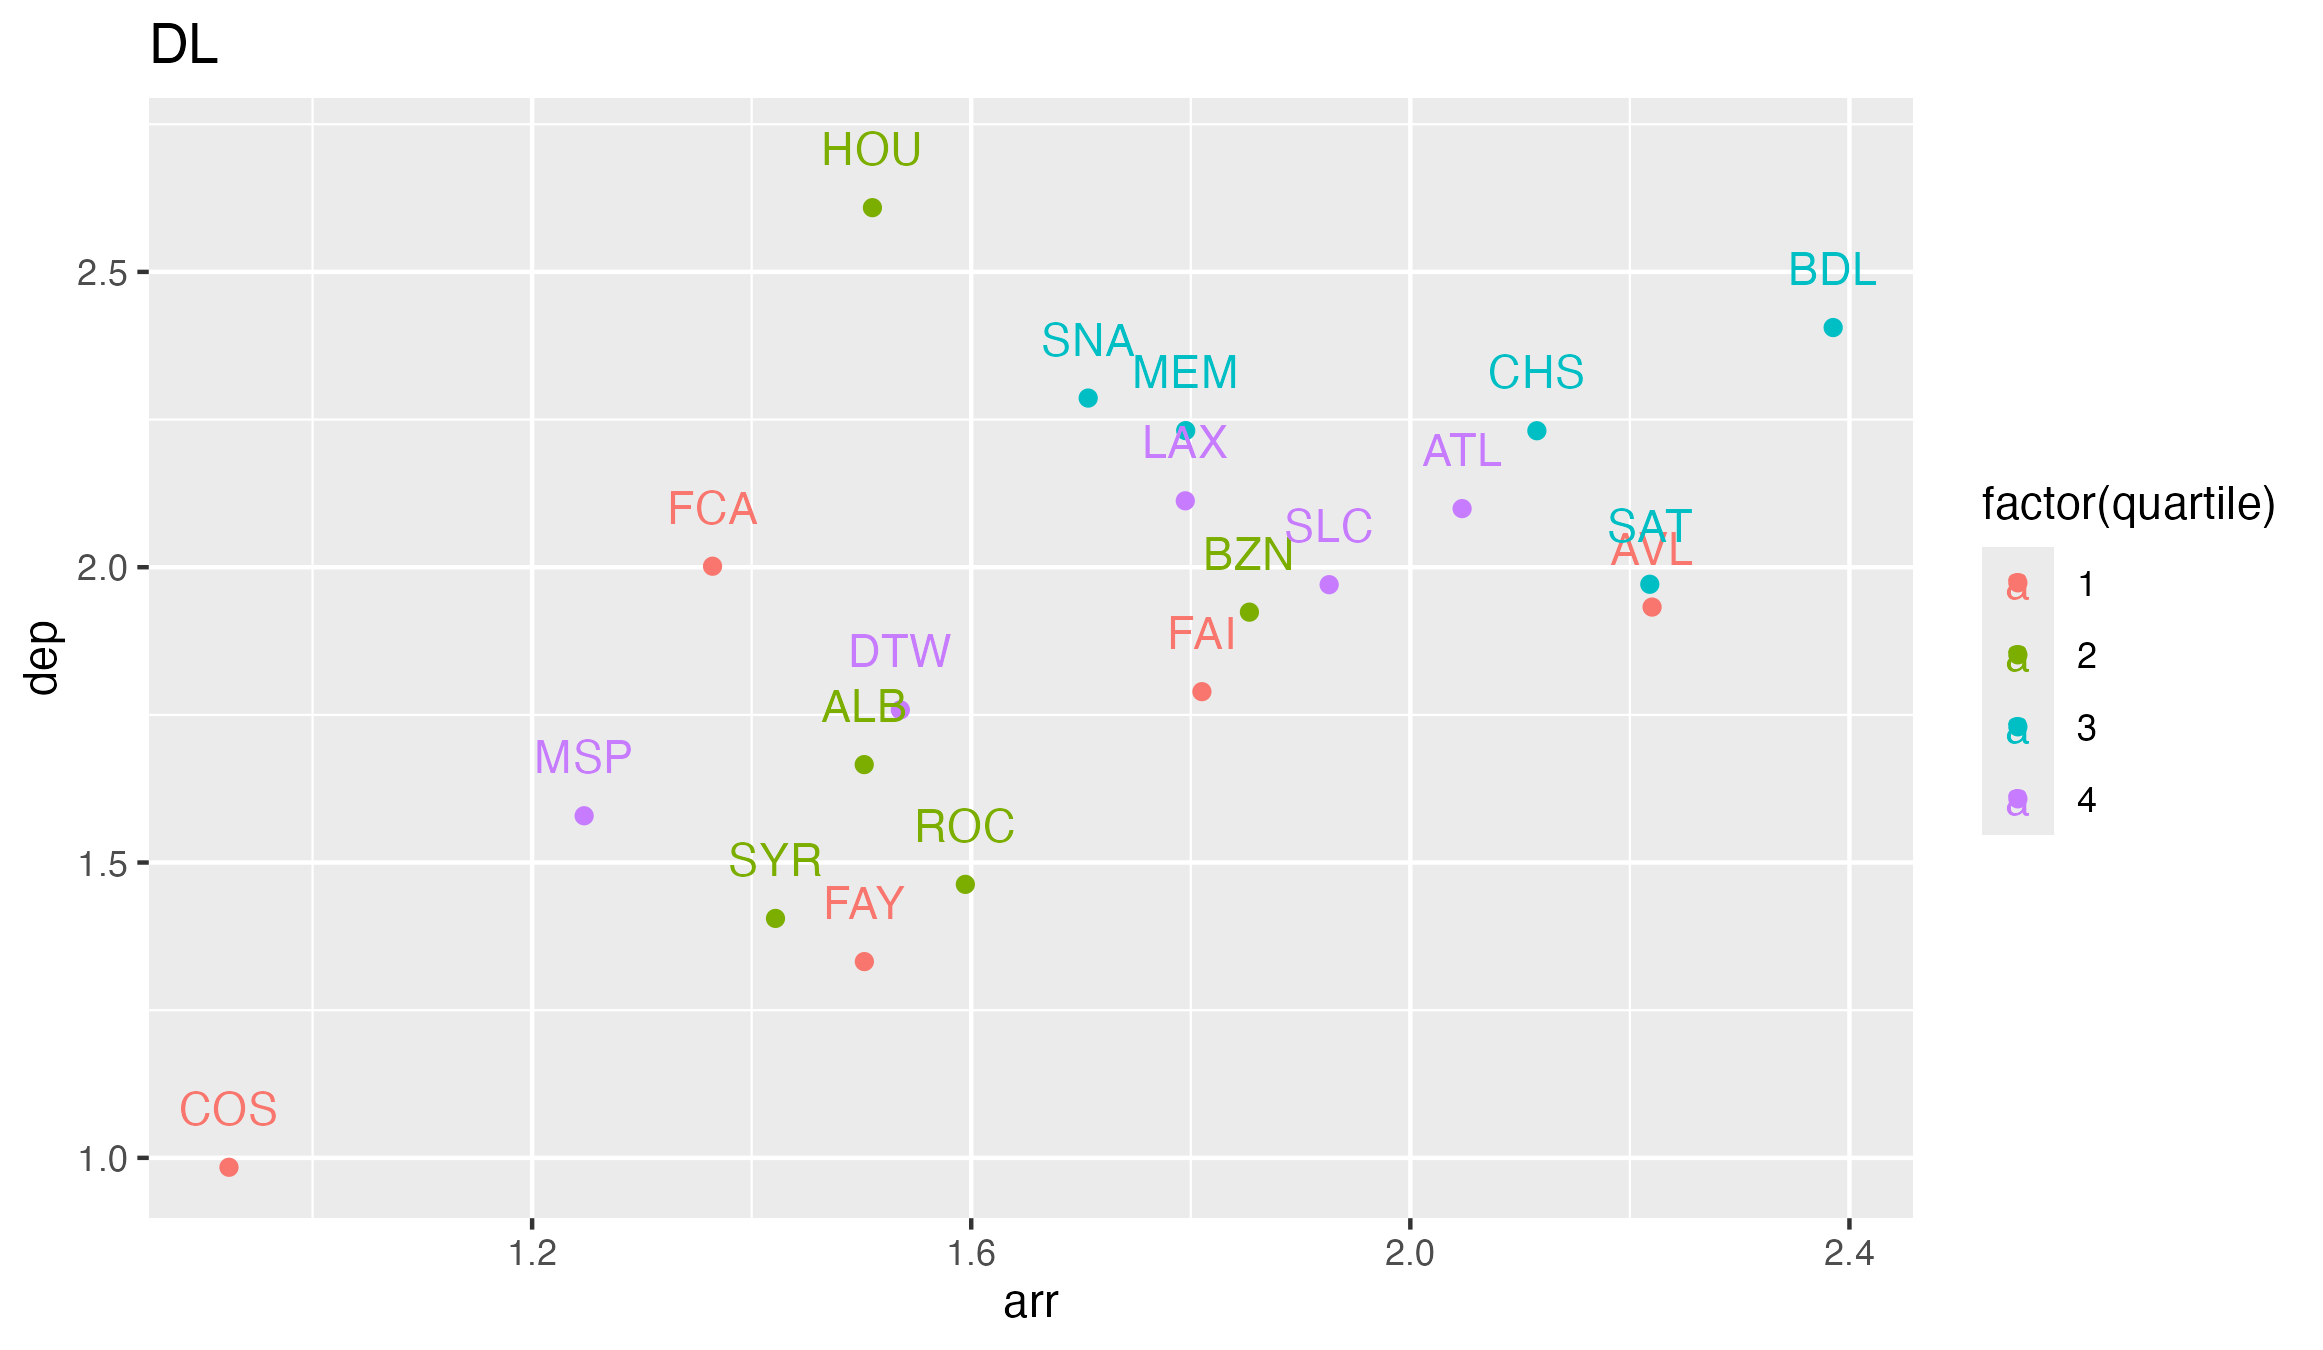 DL
HOU
BDL
SNA
MEM
CHS
LAX
ATL
FCA
SLC
SAT
BZN
AVL
FAI
DTW
ALB
MSP
ROC
SYR
FAY
COS
2.5
2.0
1.5
1.0
dep
1.2 1.6 2.0 2.4
arr
factor(quartile)
a 1
a 2
a 3
a 4